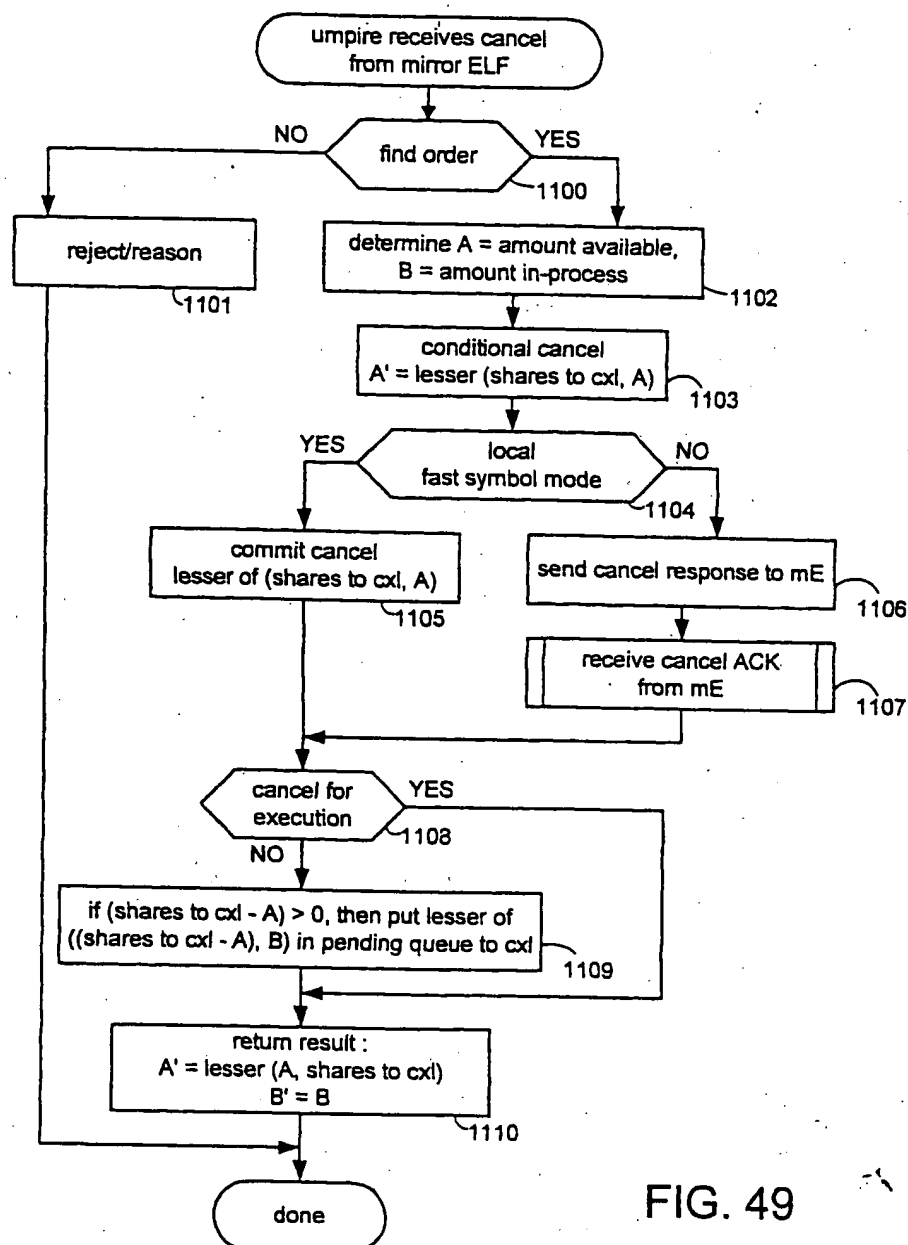 umpire receives cancel
from mirror ELF
NO
YES
find order
1100
reject/reason
1101
determine A = amount available,
B = amount in-process
1102
conditional cancel
A' = lesser (shares to cxl, A)
1103
YES
local
fast symbol mode
NO
1104
commit cancel
lesser of (shares to cxl, A)
1105
send cancel response to mE
1106
receive cancel ACK
from mE
1107
cancel for
execution
YES
1108
NO
if (shares to cxl - A) > 0, then put lesser of
((shares to cxl - A), B) in pending queue to cxl
1109
return result :
A' = lesser (A, shares to cxl)
B' = B
1110
done
FIG. 49